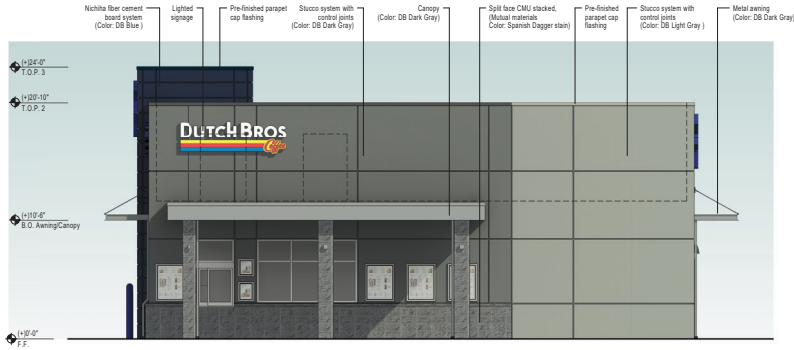 Nichiha fiber cement
board system
(Color: DB Blue )
Lighted
signage
Pre-finished parapet
cap flashing
Stucco system with
control joints
(Color: DB Dark Gray)
Canopy
(Color: DB Dark Gray)
Split face CMU stacked,
(Mutual materials
Color: Spanish Dagger stain)
Pre-finished
parapet cap
flashing
Stucco system with
control joints
(Color: DB Light Gray )
Metal awning
(Color: DB Dark Gray)
(+)24'-0"
T.O.P. 3
(+)20'-10"
T.O.P. 2
DUTCH BROS
Coffee
(+)10'-6"
B.O. Awning/Canopy
(+)0'-0"
F.F.